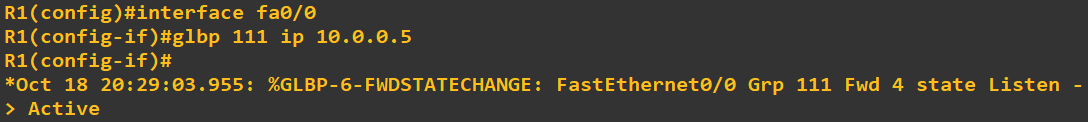 R1(config)#interface fa0/0
R1(config-if)#glbp 111 ip 10.0.0.5
R1(config-if)#
*Oct 18 20:29:03.955: %GLBP-6-FWDSTATECHANGE: FastEthernet0/0 Grp 111 Fwd 4 state Listen -
> Active